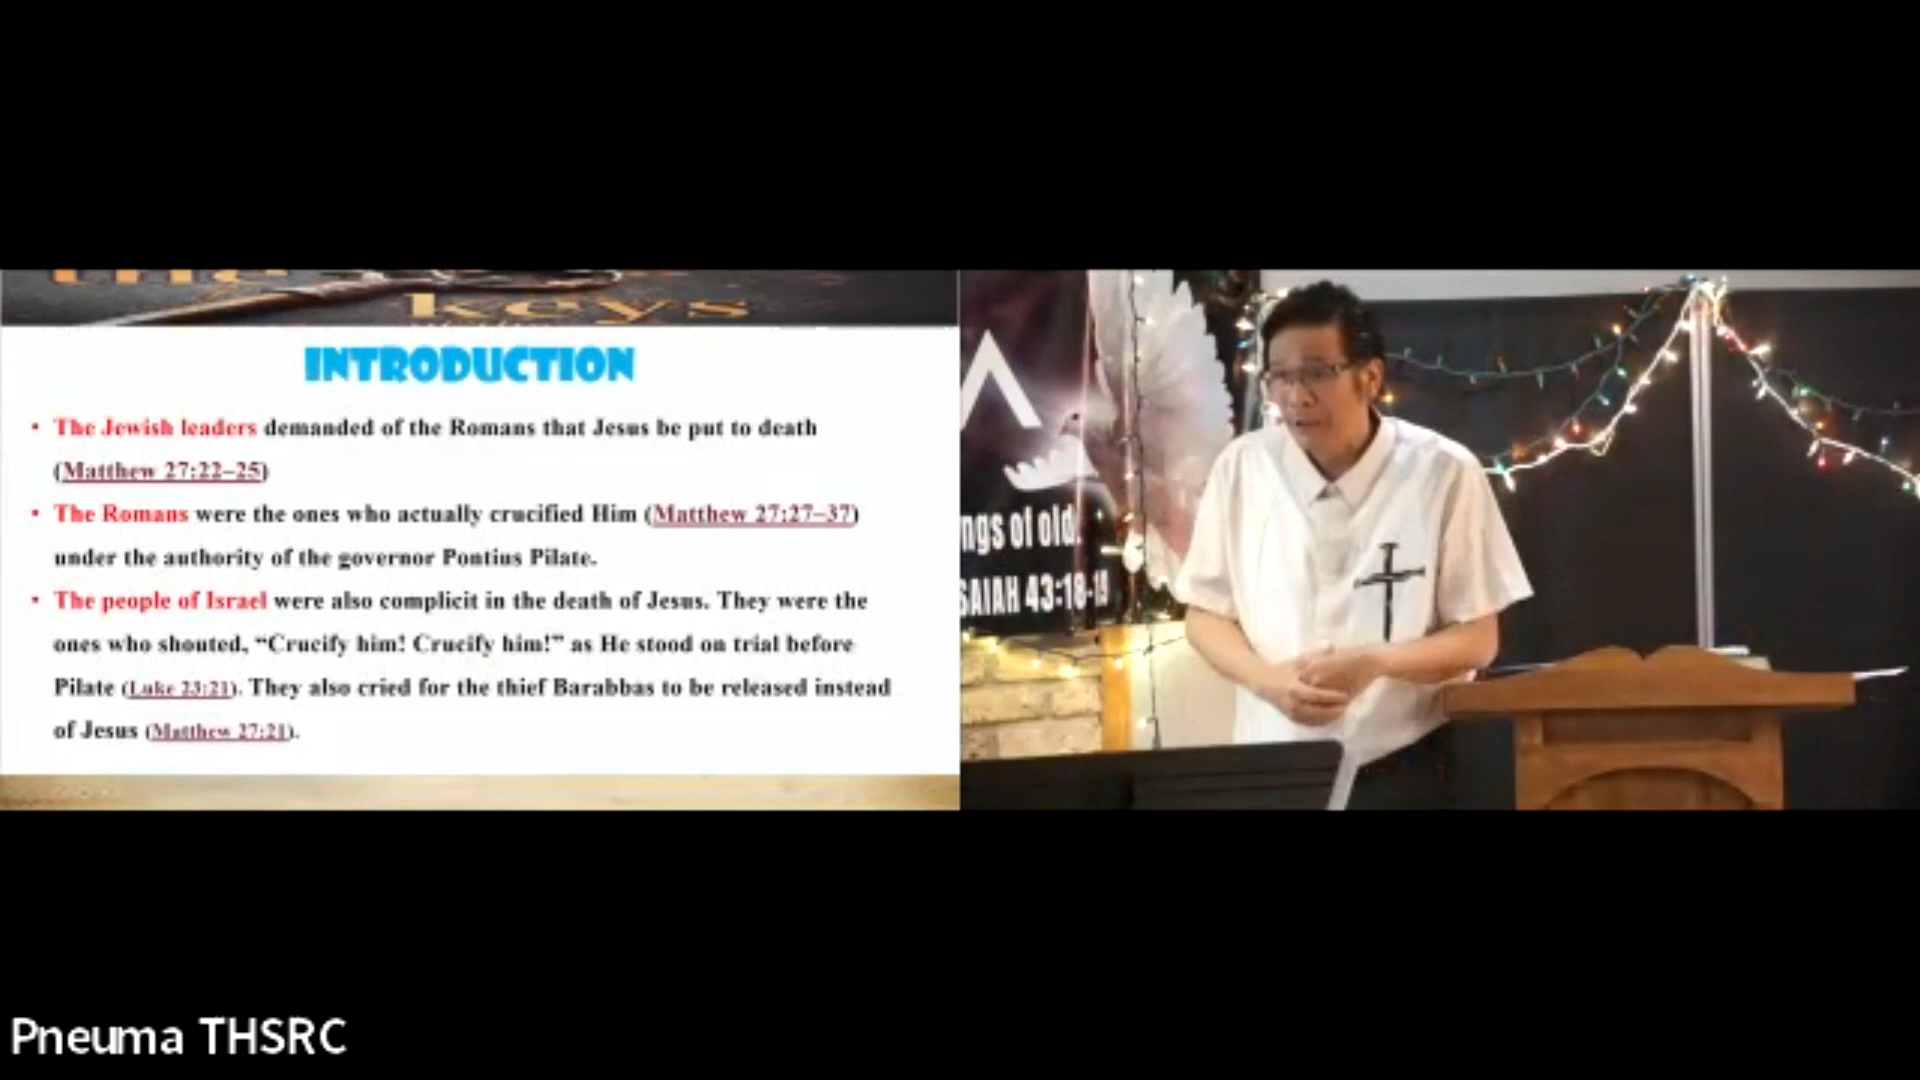 the
keys
INTRODUCTION
• The Jewish leaders demanded of the Romans that Jesus be put to death
(Matthew 27:22–25)
• The Romans were the ones who actually crucified Him (Matthew 27:27–37)
under the authority of the governor Pontius Pilate.
• The people of Israel were also complicit in the death of Jesus. They were the
ones who shouted, “Crucify him! Crucify him!” as He stood on trial before
Pilate (Luke 23:21). They also cried for the thief Barabbas to be released instead
of Jesus (Matthew 27:21).
ngs of old.
SAIAH 43:18-19
Pneuma THSRC